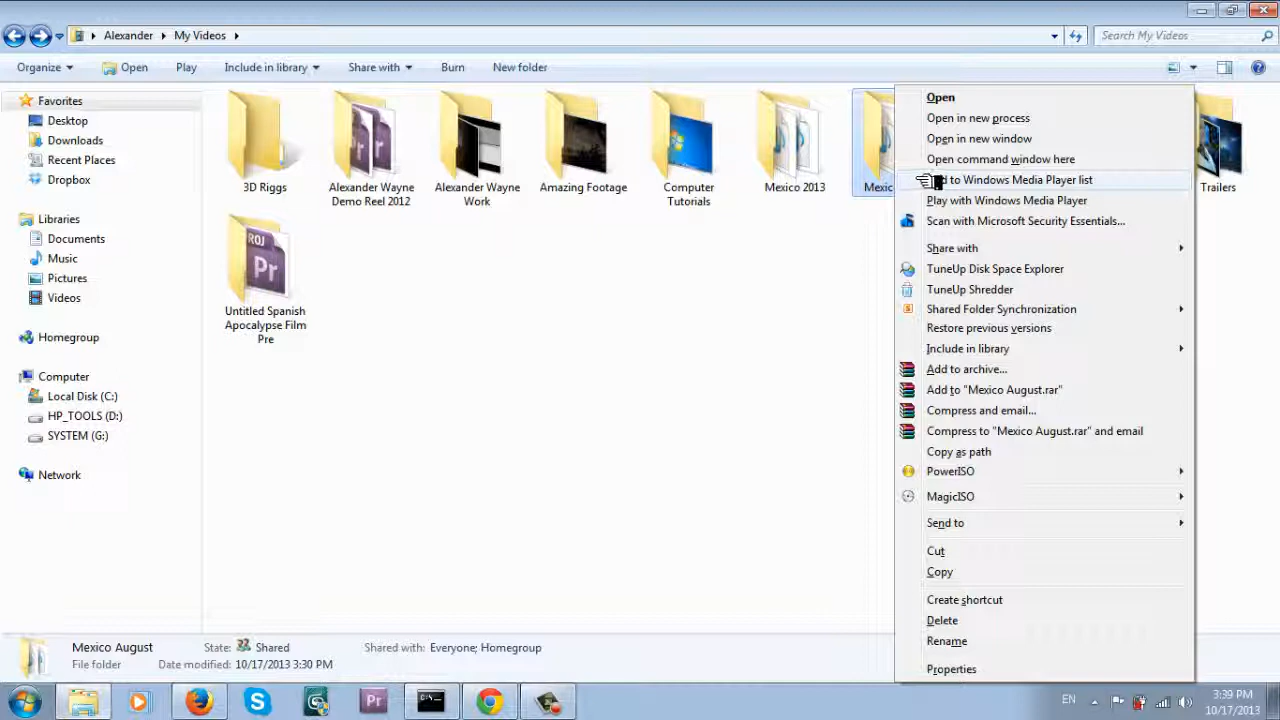 Alexander
My Videos
Search My Videos
Organize
Open
Play
Include in library
Share with
Burn
New folder
Favorites
Desktop
Downloads
Recent Places
Dropbox
Libraries
Documents
Music
Pictures
Videos
Homegroup
Computer
Local Disk (C:)
HP_TOOLS (D:)
SYSTEM (G:)
Network
3D Riggs
Alexander Wayne
Demo Reel 2012
Alexander Wayne
Work
Amazing Footage
Computer
Tutorials
Mexico 2013
Mexic
Trailers
ROJ
Pr
Untitled Spanish
Apocalypse Film
Pre
Open
Open in new process
Open in new window
Open command window here
to Windows Media Player list
Play with Windows Media Player
Scan with Microsoft Security Essentials...
Share with
TuneUp Disk Space Explorer
TuneUp Shredder
Shared Folder Synchronization
Restore previous versions
Include in library
Add to archive...
Add to "Mexico August.rar"
Compress and email...
Compress to "Mexico August.rar" and email
Copy as path
PowerISO
MagicISO
Send to
Cut
Copy
Create shortcut
Delete
Rename
Properties
Mexico August
State: Shared
Shared with: Everyone; Homegroup
File folder
Date modified: 10/17/2013 3:30 PM
Pr
EN
3:39 PM
10/17/2013